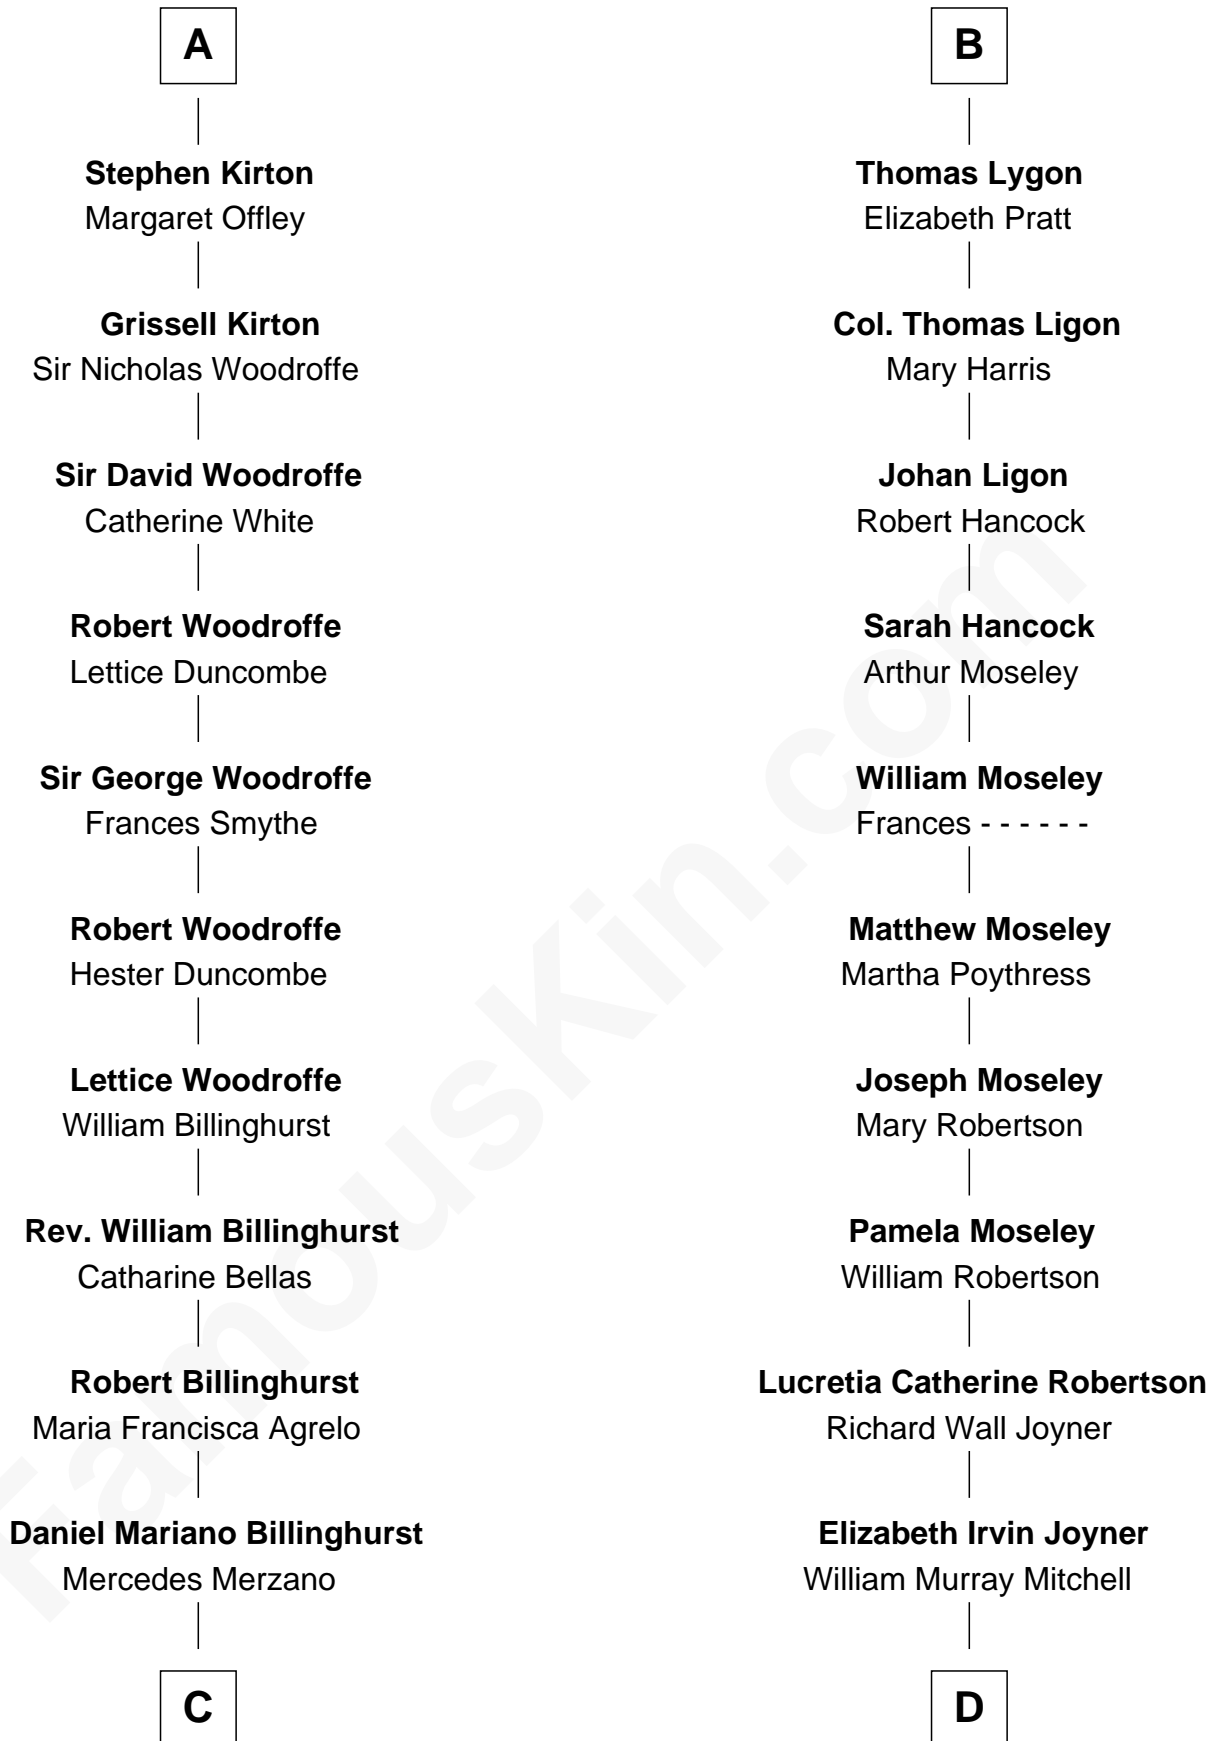 A
Stephen Kirton
Margaret Offley
Grissell Kirton
Sir Nicholas Woodroffe
Sir David Woodroffe
Catherine White
Robert Woodroffe
Lettice Duncombe
Sir George Woodroffe
Frances Smythe
Robert Woodroffe
Hester Duncombe
Lettice Woodroffe
William Billinghurst
Rev. William Billinghurst
Catharine Bellas
Robert Billinghurst
Maria Francisca Agrelo
Daniel Mariano Billinghurst
Mercedes Merzano
C
B
Thomas Lygon
Elizabeth Pratt
Col. Thomas Ligon
Mary Harris
Johan Ligon
Robert Hancock
Sarah Hancock
Arthur Moseley
William Moseley
Frances - - - - - -
Matthew Moseley
Martha Poythress
Joseph Moseley
Mary Robertson
Pamela Moseley
William Robertson
Lucretia Catherine Robertson
Richard Wall Joyner
Elizabeth Irvin Joyner
William Murray Mitchell
D
FamousKin.com